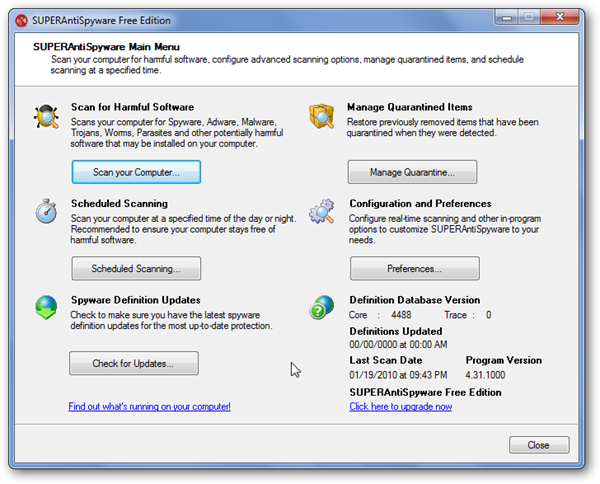 SUPERAntiSpyware Free Edition
SUPERAntiSpyware Main Menu
Scan your computer for harmful software, configure advanced scanning options, manage quarantined items, and schedule
scanning at a specified time.
Scan for Harmful Software
Scans your computer for Spyware, Adware, Malware,
Trojans, Worms, Parasites and other potentially harmful
software that may be installed on your computer.
Scan your Computer...
Manage Quarantined Items
Restore previously removed items that have been
quarantined when they were detected.
Manage Quarantine...
Scheduled Scanning
Scan your computer at a specified time of the day or night.
Recommended to ensure your computer stays free of
harmful software.
Scheduled Scanning...
Configuration and Preferences
Configure real-time scanning and other in-program
options to customize SUPERAntiSpyware to your
needs.
Preferences...
Spyware Definition Updates
Check to make sure you have the latest spyware
definition updates for the most up-to-date protection.
Check for Updates...
Find out what's running on your computer!
Definition Database Version
Core : 4488 Trace : 0
Definitions Updated
00/00/0000 at 00:00 AM
Last Scan Date Program Version
01/19/2010 at 09:43 PM 4.31.1000
SUPERAntiSpyware Free Edition
Click here to upgrade now
Close